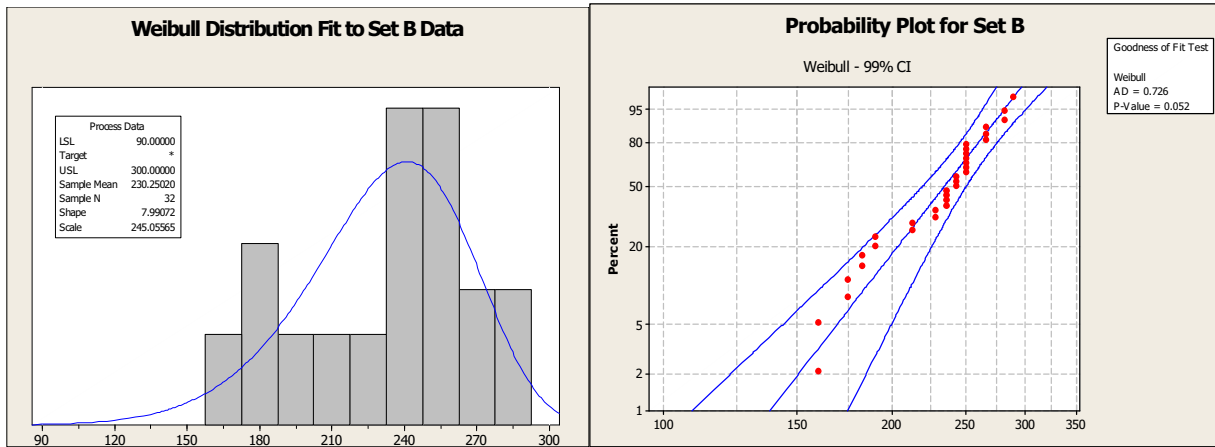 Weibull Distribution Fit to Set B Data
Process Data
LSL 90.00000
Target *
USL 300.00000
Sample Mean 230.25020
Sample N 32
Shape 7.99072
Scale 245.05565
90 120 150 180 210 240 270 300
Probability Plot for Set B
Weibull - 99% CI
Goodness of Fit Test
Weibull
AD = 0.726
P-Value = 0.052
Percent
95
80
50
20
5
2
1
100 150 200 250 300 350